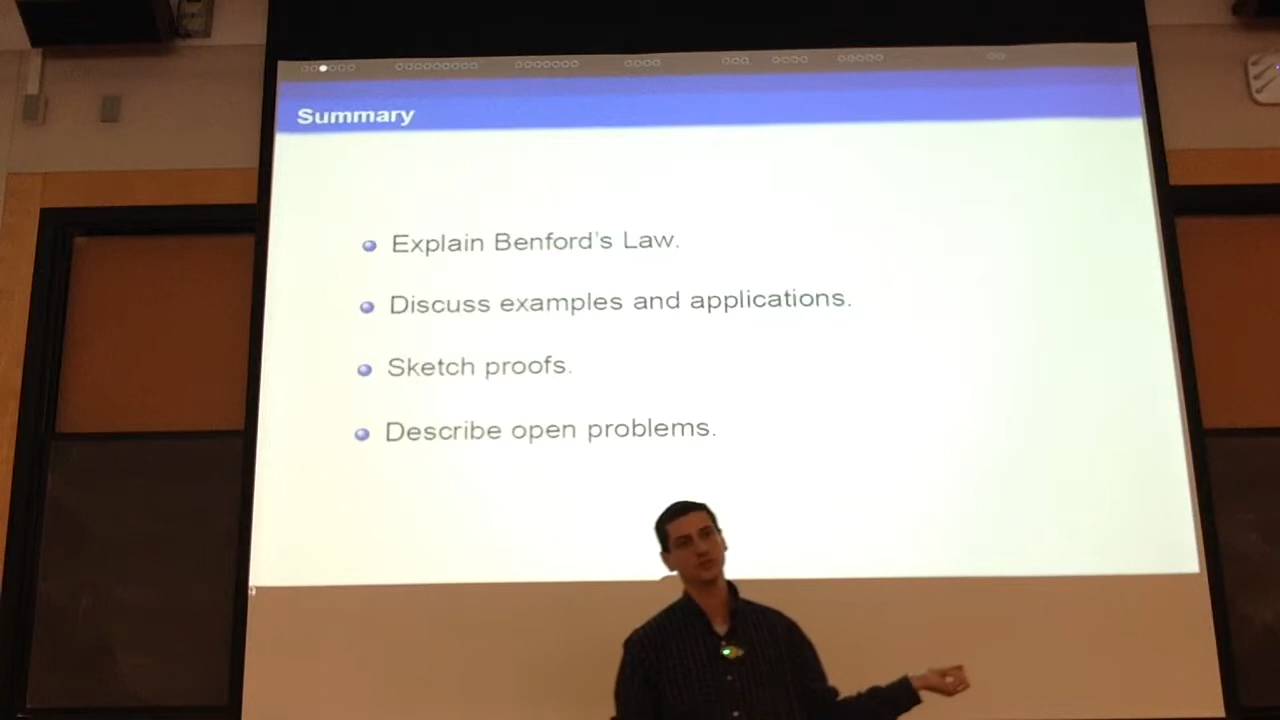 Summary
Explain Benford's Law.
Discuss examples and applications.
Sketch proofs.
Describe open problems.